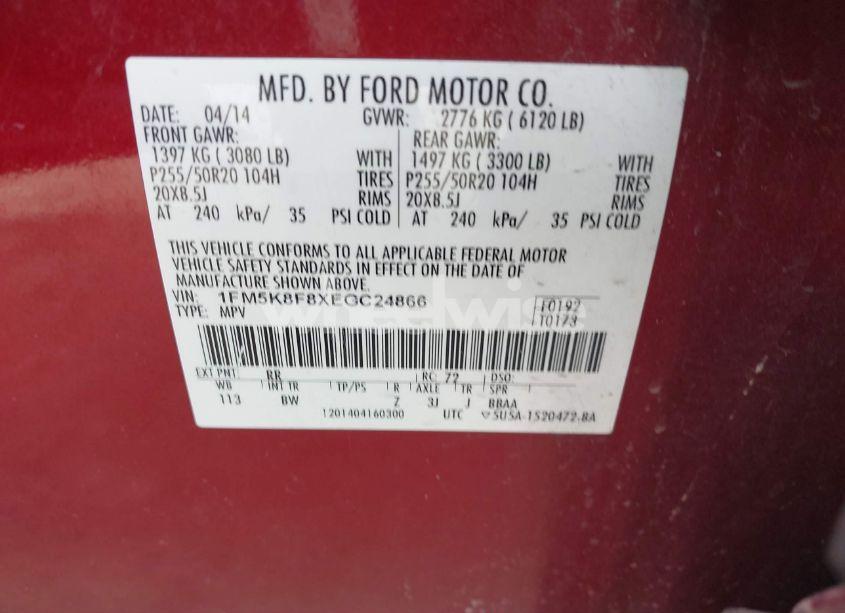 MFD. BY FORD MOTOR CO.
DATE: 04/14 GVWR: 2776 KG ( 6120 LB)
FRONT GAWR: REAR GAWR:
1397 KG ( 3080 LB) WITH 1497 KG ( 3300 LB) WITH
P255/50R20 104H TIRES P255/50R20 104H TIRES
20X8.5J RIMS 20X8.5J RIMS
AT 240 kPa/ 35 PSI COLD AT 240 kPa/ 35 PSI COLD
THIS VEHICLE CONFORMS TO ALL APPLICABLE FEDERAL MOTOR
VEHICLE SAFETY STANDARDS IN EFFECT ON THE DATE OF
MANUFACTURE SHOWN ABOVE.
VIN: 1FM5K8F8XEGC24866 T0192
TYPE: MPV T0173
wheelwise
EXT PNT: RR RC: 72 DSO:
WB INT TR TP/PS R AXLE TR SPR
113 BW Z 3J J BBAA
1201404160300 UTC 5U5A-1520472-BA